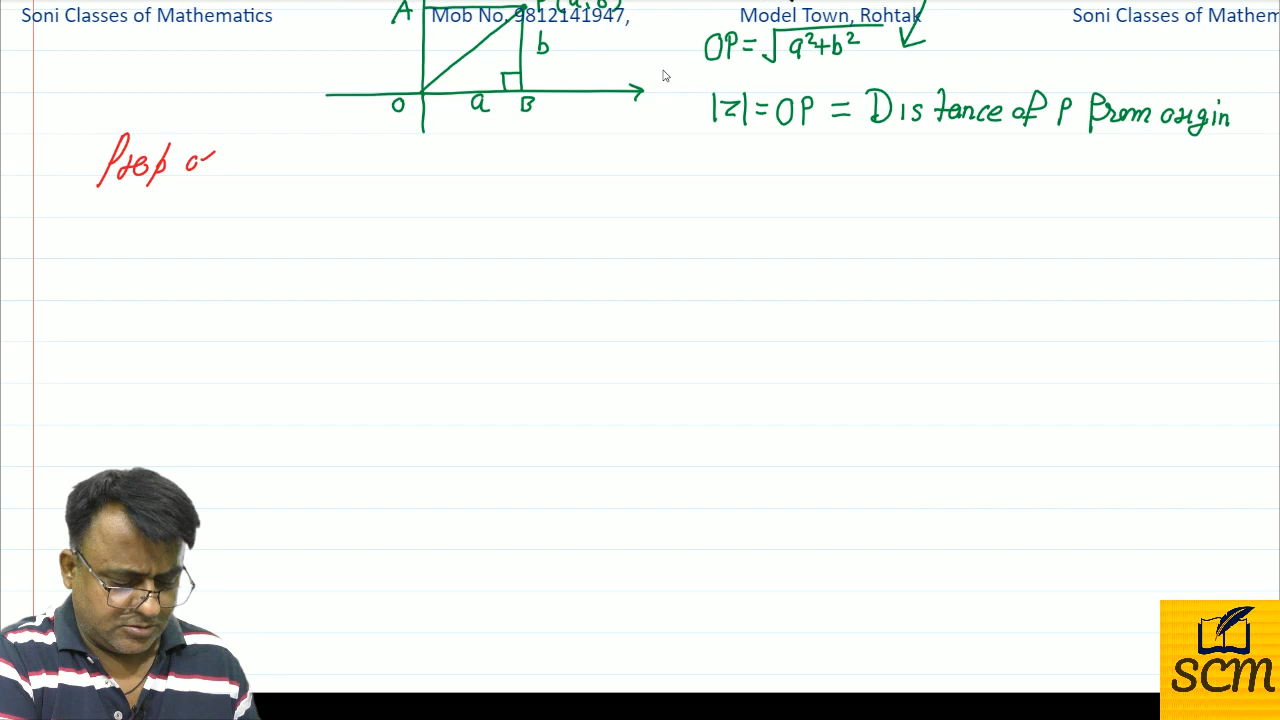 Soni Classes of Mathematics Mob No. 9812141947, Model Town, Rohtak Soni Classes of Mathem
A
b
OP = √a²+b²
O a B
|Z| = OP = Distance of P from origin
Prop o
SCM